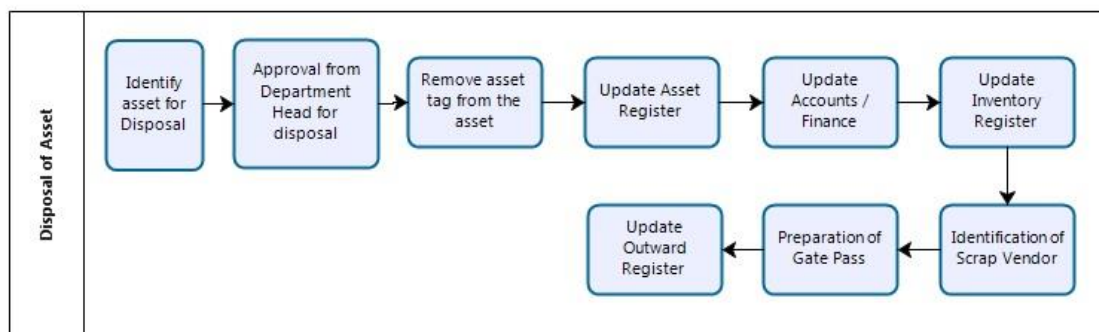 Disposal of Asset
Identify
asset for
Disposal
Approval from
Department
Head for
disposal
Remove asset
tag from the
asset
Update Asset
Register
Update
Accounts /
Finance
Update
Inventory
Register
Identification of
Scrap Vendor
Preparation of
Gate Pass
Update
Outward
Register